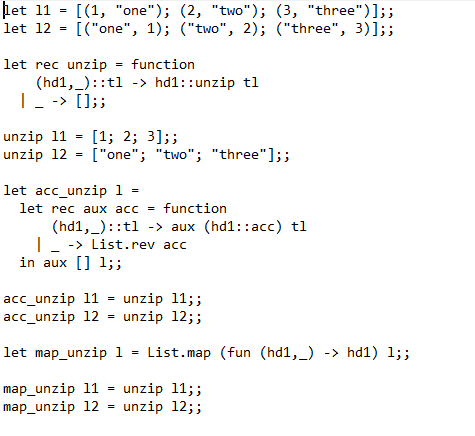 let l1 = [(1, "one"); (2, "two"); (3, "three")];;
let l2 = [("one", 1); ("two", 2); ("three", 3)];;
let rec unzip = function
    (hd1,_)::tl -> hd1::unzip tl
  | _ -> [];;
unzip l1 = [1; 2; 3];;
unzip l2 = ["one"; "two"; "three"];;
let acc_unzip l =
  let rec aux acc = function
      (hd1,_)::tl -> aux (hd1::acc) tl
    | _ -> List.rev acc
  in aux [] l;;
acc_unzip l1 = unzip l1;;
acc_unzip l2 = unzip l2;;
let map_unzip l = List.map (fun (hd1,_) -> hd1) l;;
map_unzip l1 = unzip l1;;
map_unzip l2 = unzip l2;;